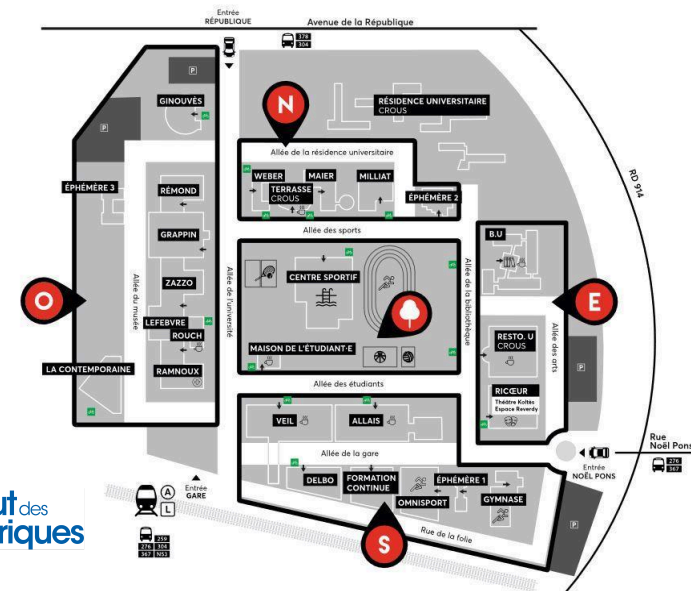 Entrée
RÉPUBLIQUE
Avenue de la République
378
304
P
GINOUVÈS
P
N
RÉSIDENCE UNIVERSITAIRE
CROUS
Allée de la résidence universitaire
RD 914
WEBER
MAIER
MILLIAT
TERRASSE
CROUS
ÉPHÉMÈRE 2
ÉPHÉMÈRE 3
RÉMOND
Allée des sports
GRAPPIN
B.U
CENTRE SPORTIF
ZAZZO
Allée du musée
Allée de l'université
Allée de la bibliothèque
O
E
LEFEBVRE
ROUCH
MAISON DE L'ÉTUDIANT·E
RESTO. U
CROUS
Allée des arts
LA CONTEMPORAINE
RAMNOUX
Allée des étudiants
P
RICŒUR
Théâtre Koltès
Espace Reverdy
VEIL
ALLAIS
Rue
Noël Pons
276
367
Allée de la gare
Entrée
NOËL PONS
DELBO
FORMATION
CONTINUE
ÉPHÉMÈRE 1
OMNISPORT
GYMNASE
Entrée
GARE
A
L
259
276 304
367 N53
ut des
riques
Rue de la folie
S
P